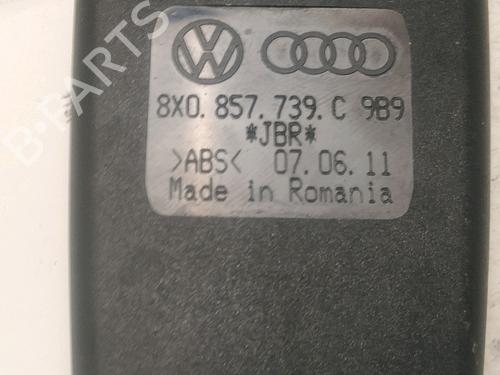 B-PARTS
8X0.857.739.C 9B9
*JBR*
>ABS< 07.06.11
Made in Romania